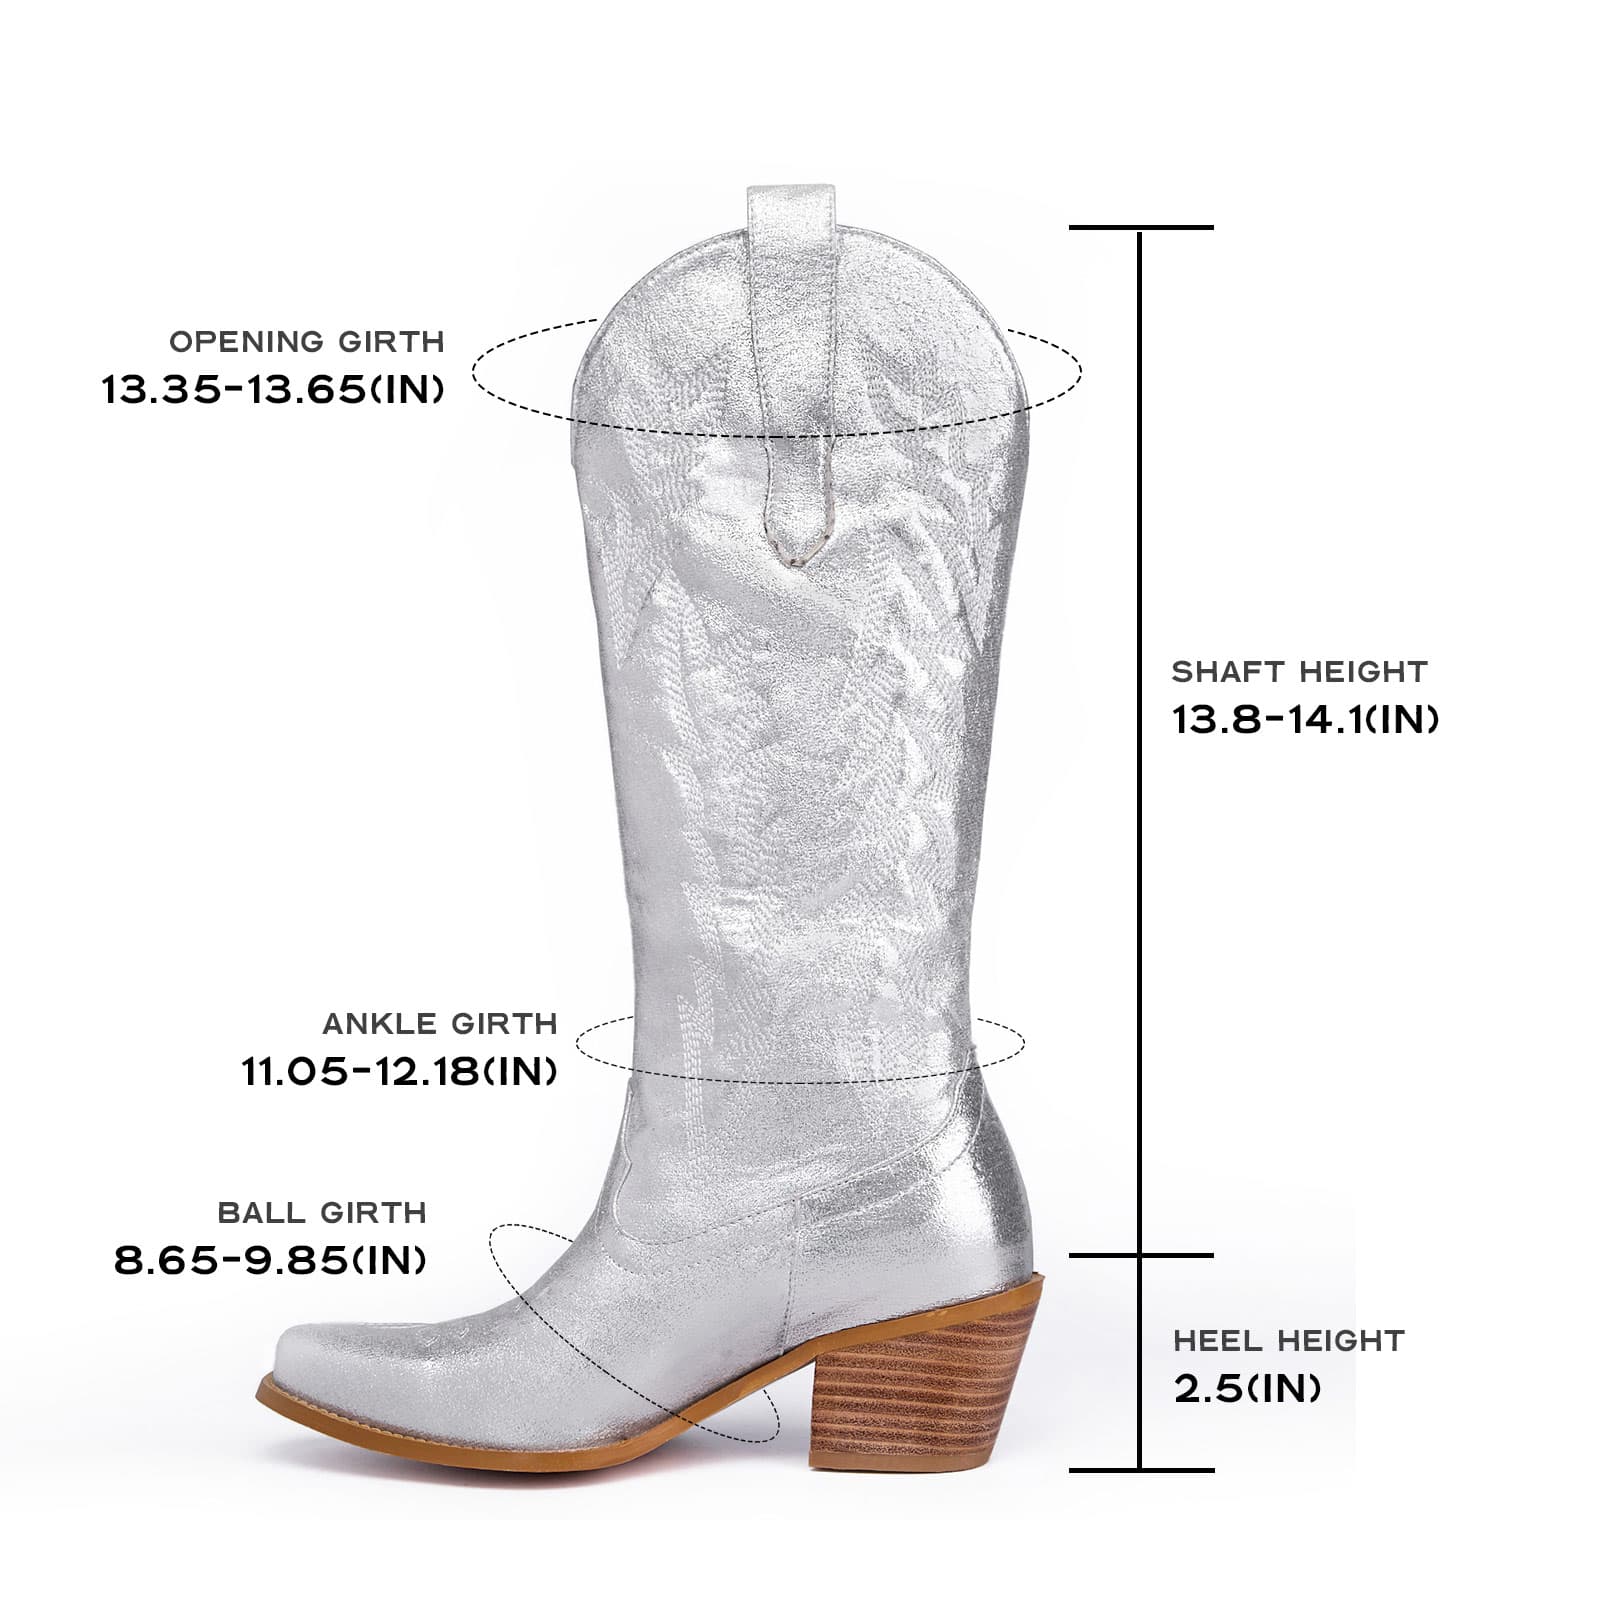 OPENING GIRTH
13.35-13.65(IN)
SHAFT HEIGHT
13.8-14.1(IN)
ANKLE GIRTH
11.05-12.18(IN)
BALL GIRTH
8.65-9.85(IN)
HEEL HEIGHT
2.5(IN)